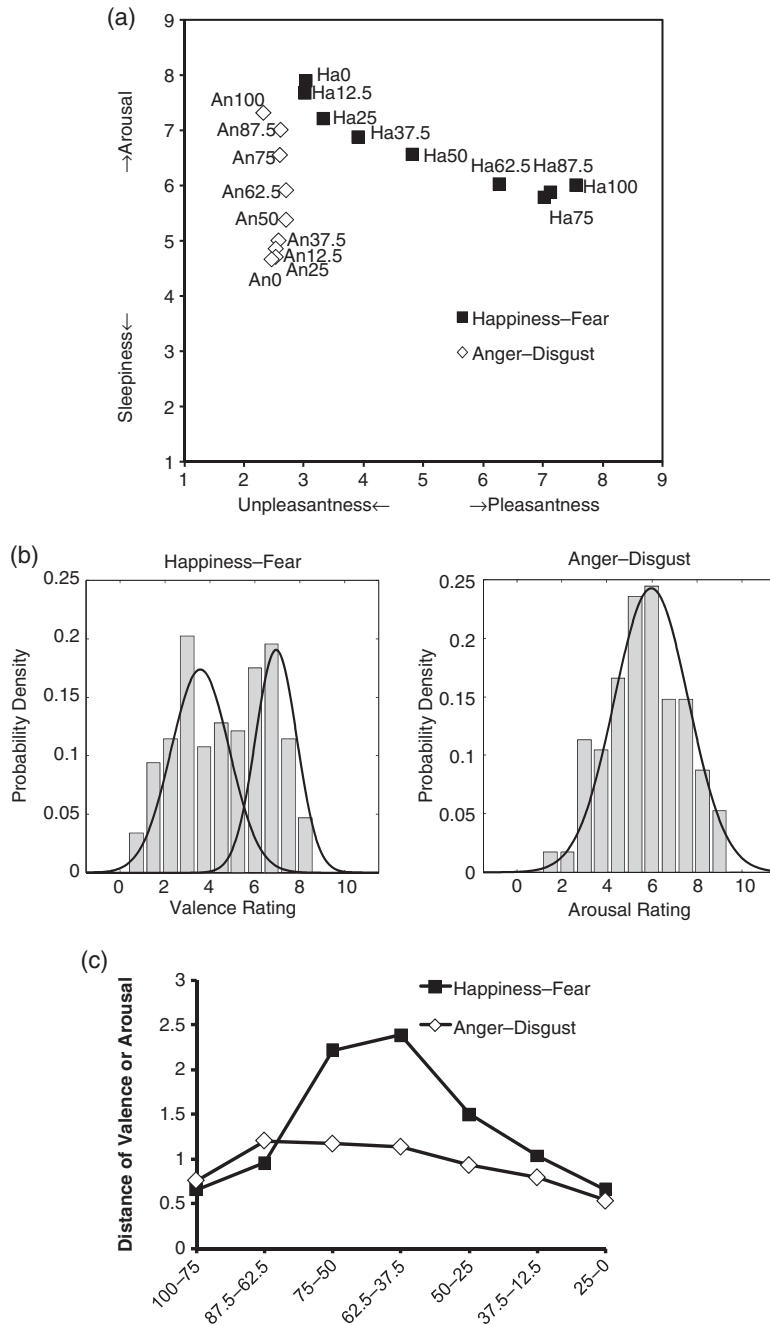 (a)
9
8
7
6
5
4
3
2
1
→Arousal
Sleepiness←
Ha0
Ha12.5
An100
Ha25
An87.5
Ha37.5
An75
Ha50
Ha62.5 Ha87.5
An62.5
Ha100
Ha75
An50
An37.5
An12.5
An25
An0
Happiness–Fear
Anger–Disgust
1 2 3 4 5 6 7 8 9
Unpleasantness← →Pleasantness
(b)
Happiness–Fear
0.25
0.2
0.15
0.1
0.05
0
Probability Density
0 2 4 6 8 10
Valence Rating
Anger–Disgust
0.25
0.2
0.15
0.1
0.05
0
Probability Density
0 2 4 6 8 10
Arousal Rating
(c)
3
2.5
2
1.5
1
0.5
0
Distance of Valence or Arousal
Happiness–Fear
Anger–Disgust
100–75
87.5–62.5
75–50
62.5–37.5
50–25
37.5–12.5
25–0